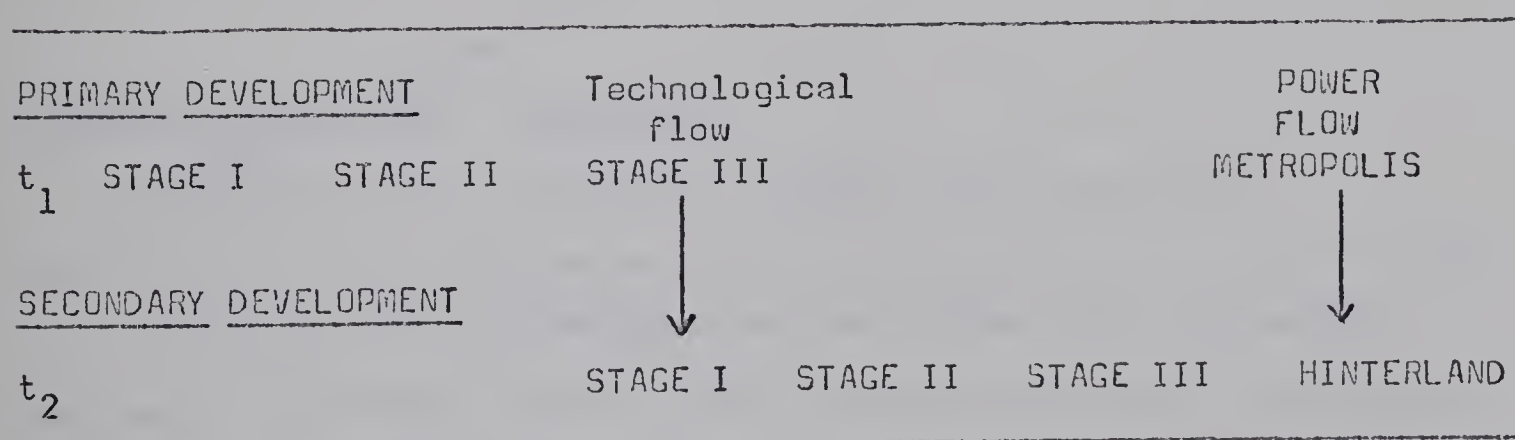 PRIMARY DEVELOPMENT Technological POWER
flow FLOW
t1 STAGE I STAGE II STAGE III METROPOLIS
SECONDARY DEVELOPMENT
t2 STAGE I STAGE II STAGE III HINTERLAND